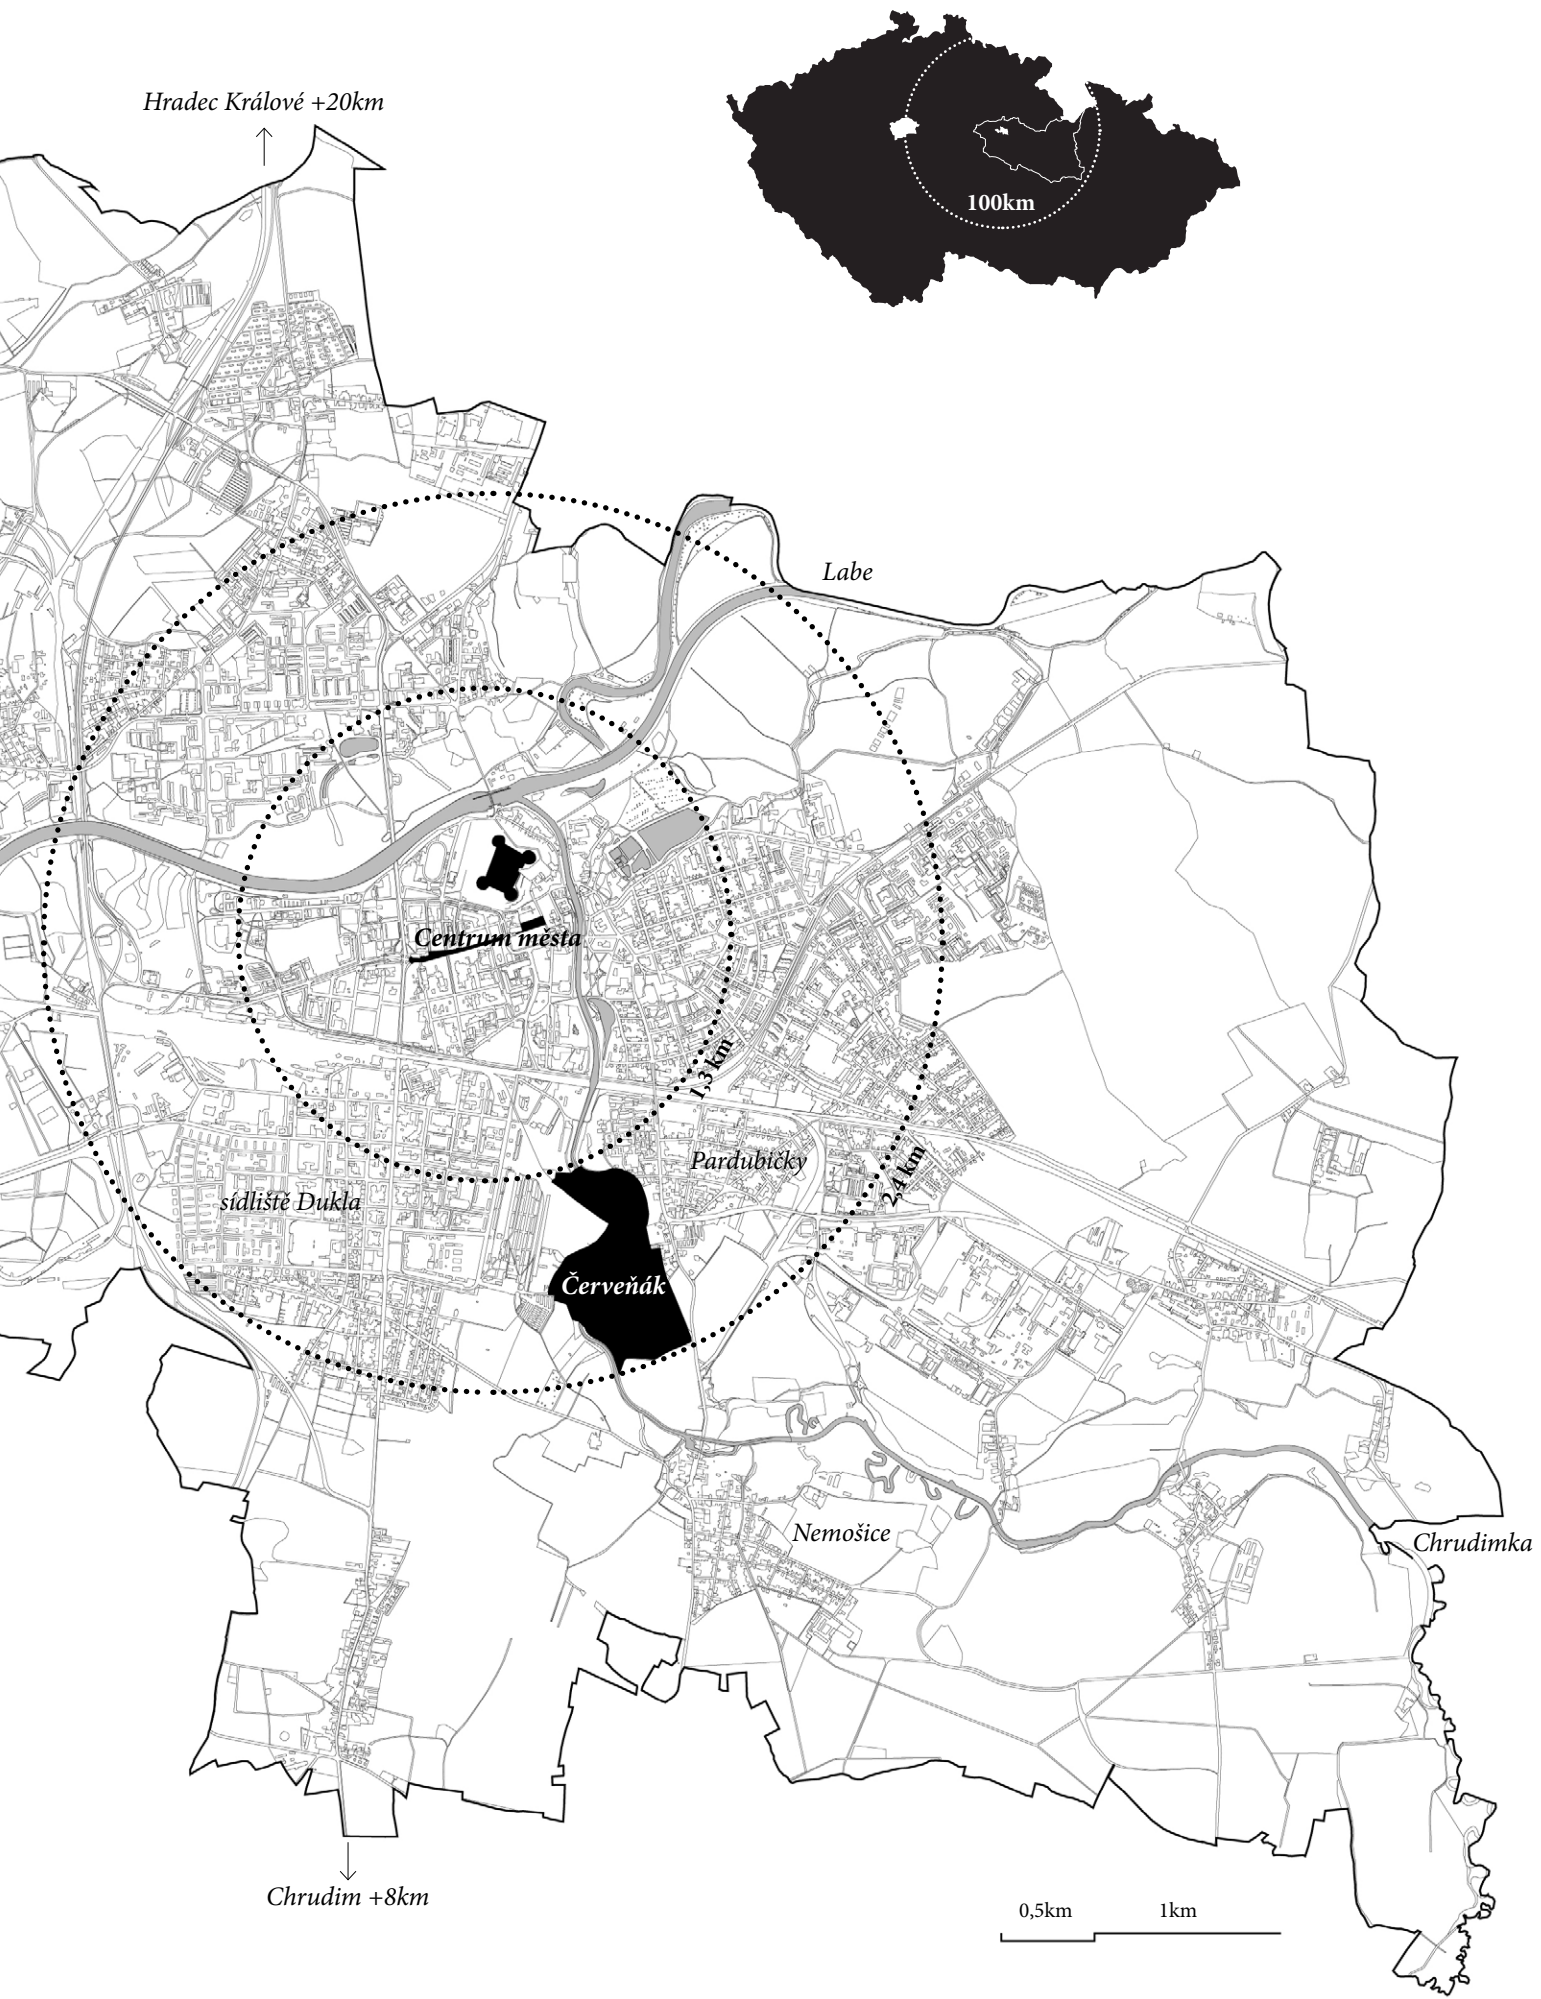 Hradec Králové +20km
100km
Labe
Centrum města
1,3 km
Pardubičky
2,4 km
sídliště Dukla
Červeňák
Nemošice
Chrudimka
Chrudim +8km
0,5km
1km